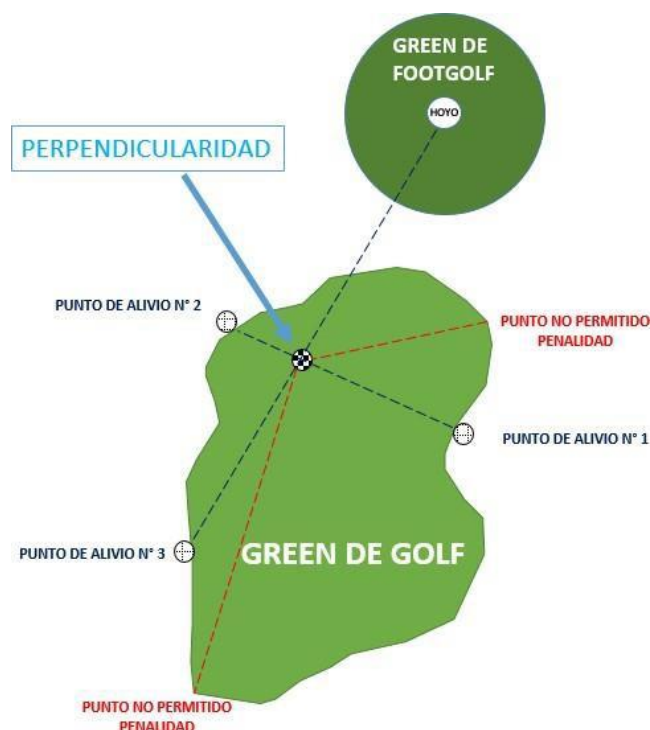 GREEN DE
FOOTGOLF
HOYO
PERPENDICULARIDAD
PUNTO DE ALIVIO N° 2
PUNTO NO PERMITIDO
PENALIDAD
PUNTO DE ALIVIO N° 1
PUNTO DE ALIVIO N° 3
GREEN DE GOLF
PUNTO NO PERMITIDO
PENALIDAD